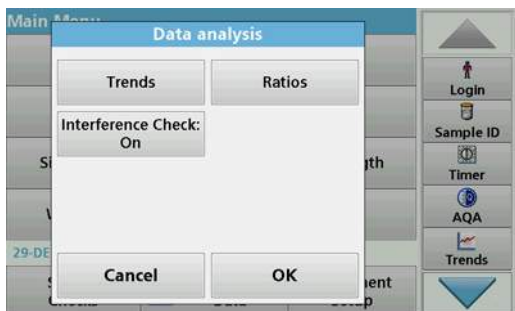 Main Menu
Data analysis
Trends
Ratios
Interference Check:
On
Cancel
OK
29-DE
Login
Sample ID
Timer
AQA
Trends